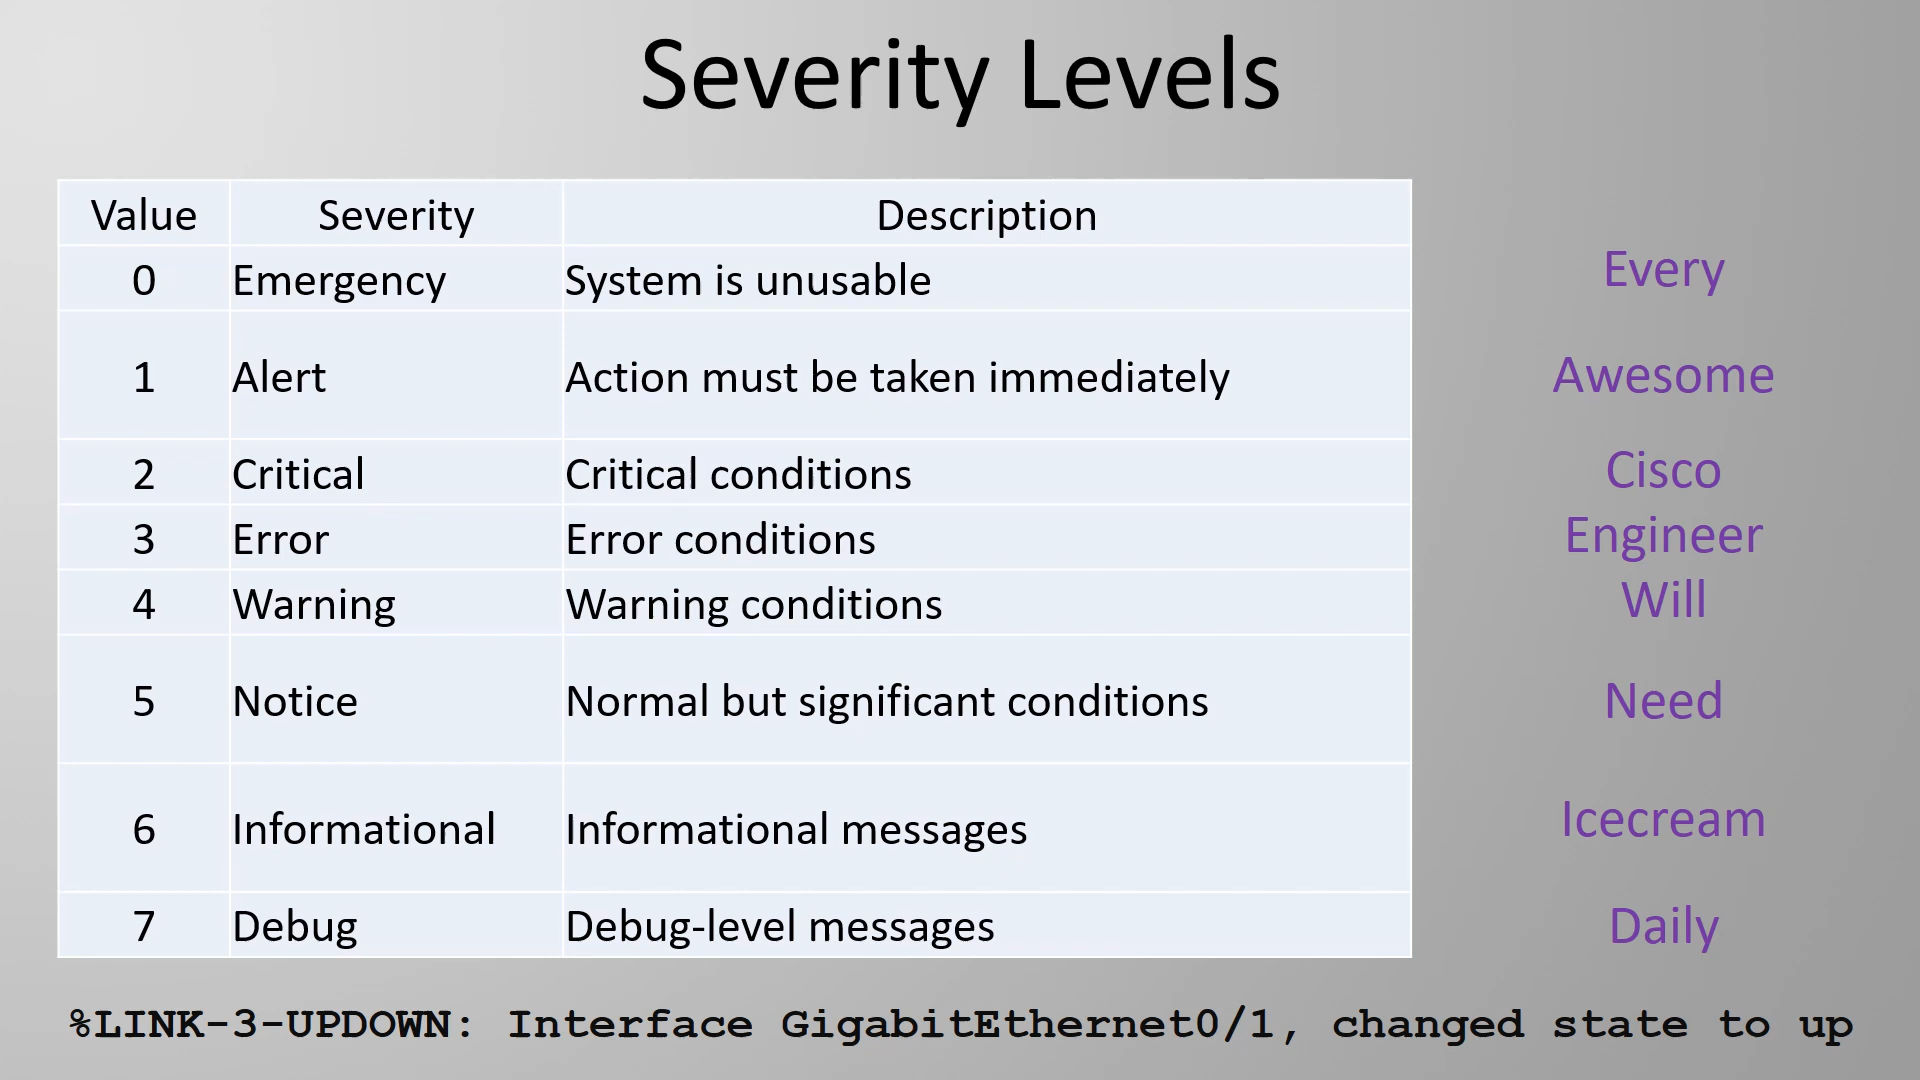 Severity Levels
Value Severity Description
0 Emergency System is unusable Every
1 Alert Action must be taken immediately Awesome
2 Critical Critical conditions Cisco
3 Error Error conditions Engineer
4 Warning Warning conditions Will
5 Notice Normal but significant conditions Need
6 Informational Informational messages Icecream
7 Debug Debug-level messages Daily
%LINK-3-UPDOWN: Interface GigabitEthernet0/1, changed state to up